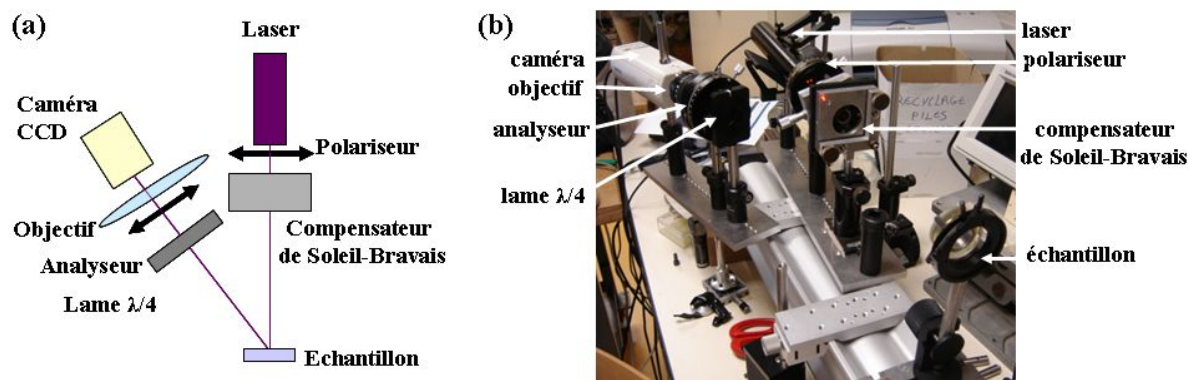 (a)
Laser
Caméra
CCD
Polariseur
Objectif
Analyseur
Compensateur
de Soleil-Bravais
Lame λ/4
Echantillon
(b)
laser
polariseur
caméra
objectif
analyseur
compensateur
de Soleil-Bravais
lame λ/4
échantillon
RECYCLAGE
PILES